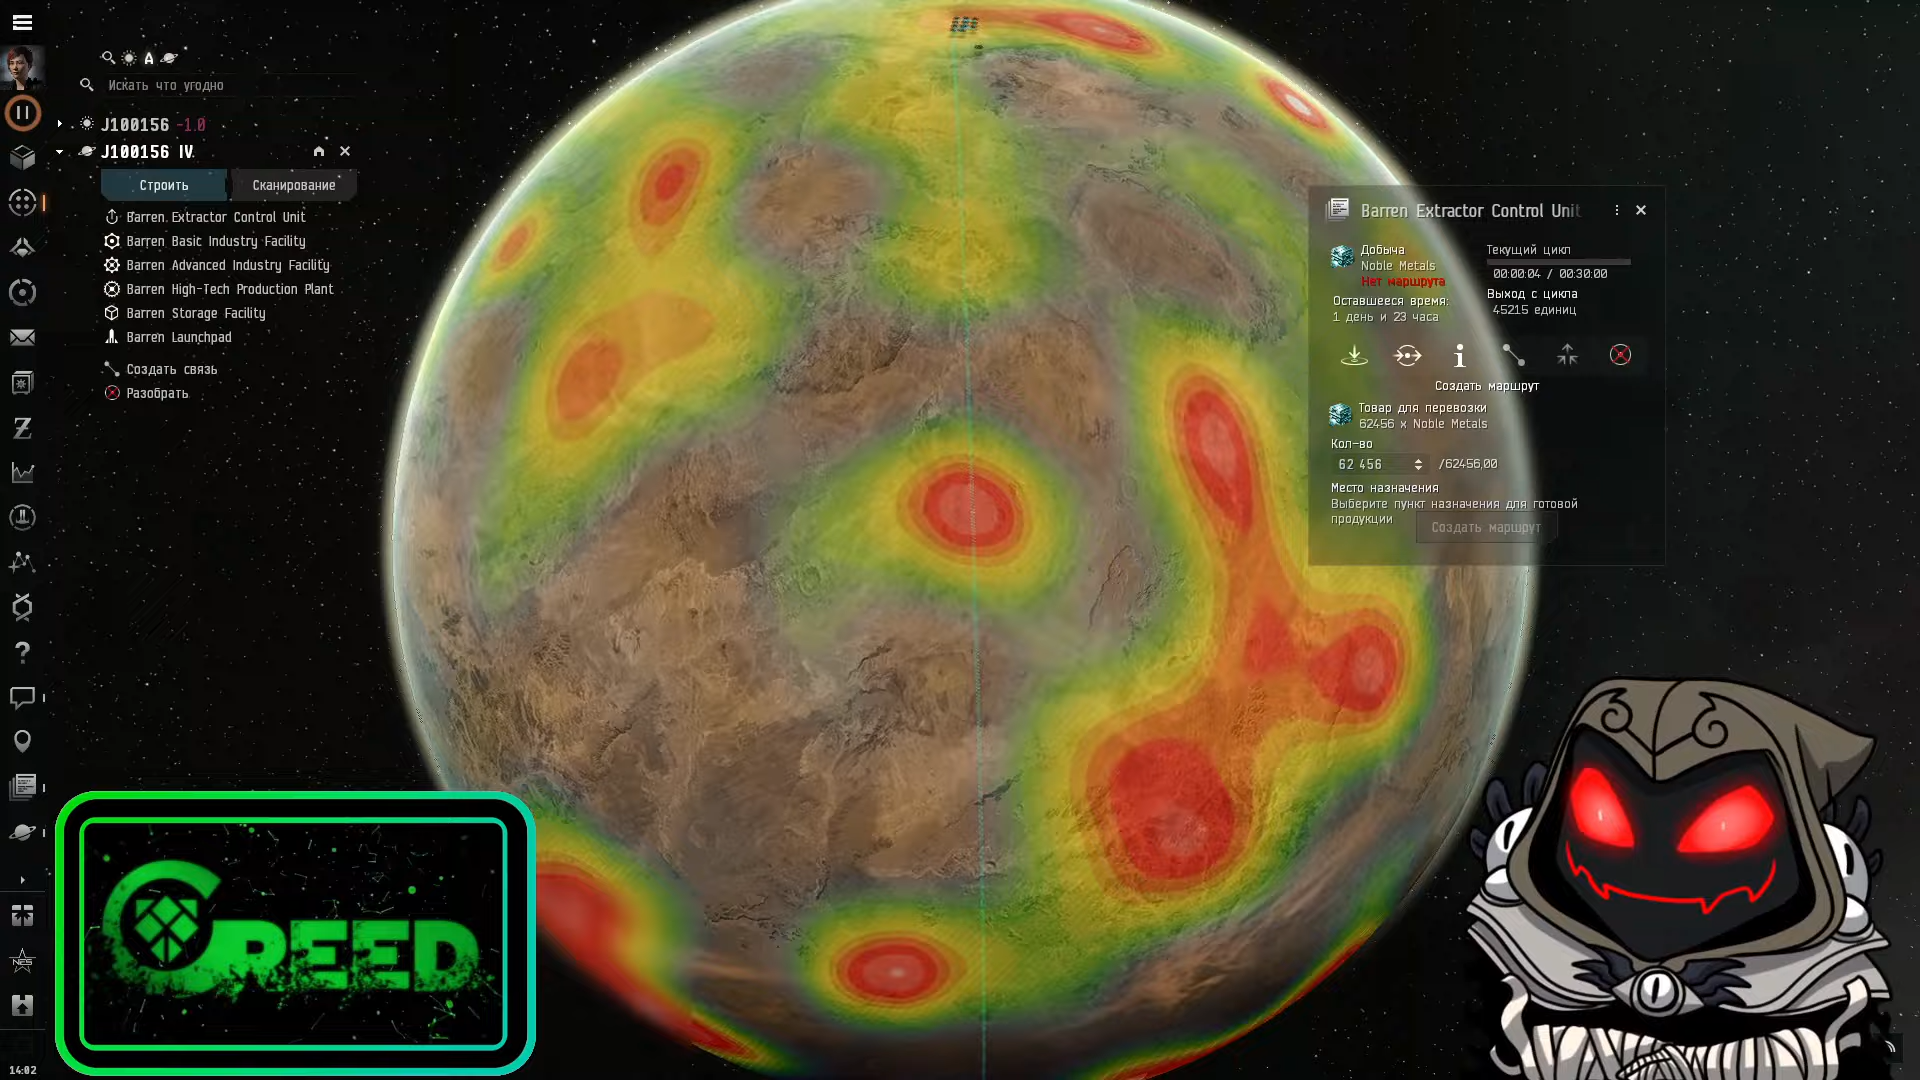 Искать что угодно
J100156 -1.0
J100156 IV
Строить
Сканирование
Barren Extractor Control Unit
Barren Basic Industry Facility
Barren Advanced Industry Facility
Barren High-Tech Production Plant
Barren Storage Facility
Barren Launchpad
Создать связь
Разобрать
Barren Extractor Control Unit
Добыча
Noble Metals
Нет маршрута
Оставшееся время:
1 день и 23 часа
Текущий цикл
00:00:04 / 00:30:00
Выход с цикла
45215 единиц
Создать маршрут
Товар для перевозки
62456 x Noble Metals
Кол-во
62 456 /62456,00
Место назначения
Выберите пункт назначения для готовой
продукции
Создать маршрут
CREED
NES
14:02